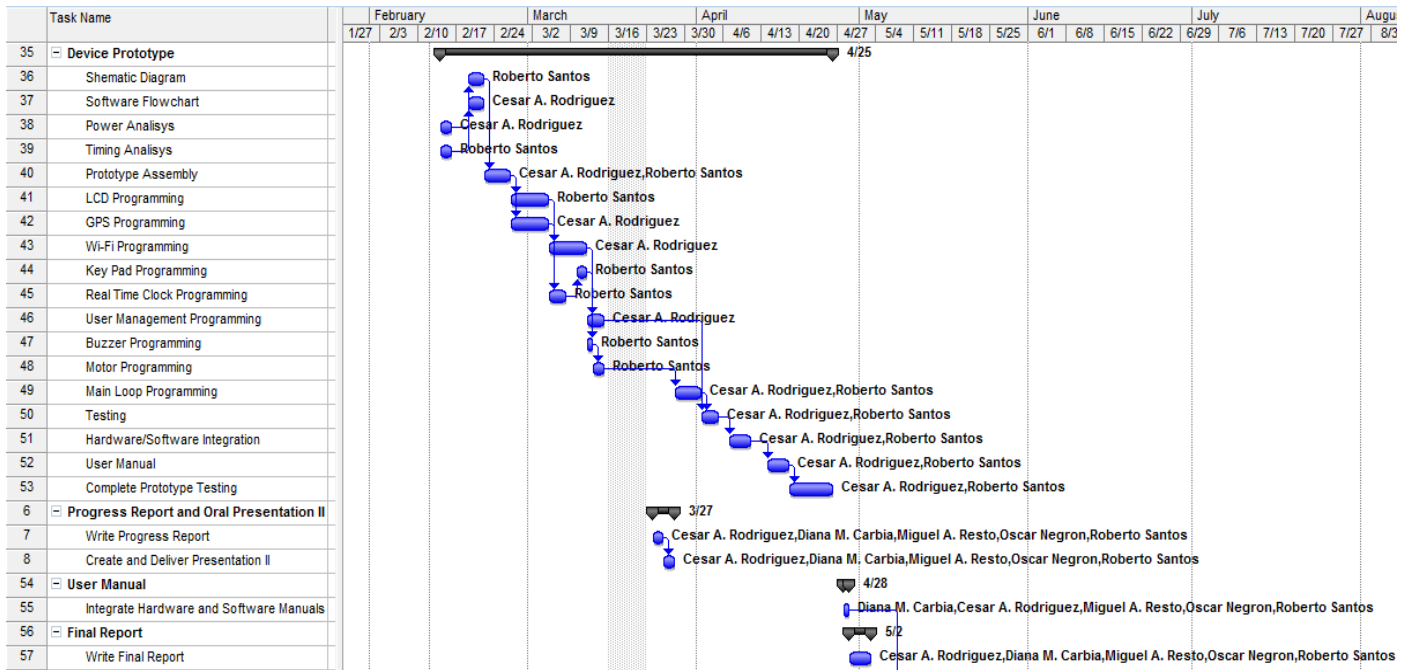 Task Name
February March April May June July Augu
1/27 2/3 2/10 2/17 2/24 3/2 3/9 3/16 3/23 3/30 4/6 4/13 4/20 4/27 5/4 5/11 5/18 5/25 6/1 6/8 6/15 6/22 6/29 7/6 7/13 7/20 7/27 8/3
35 Device Prototype 4/25
36 Shematic Diagram Roberto Santos
37 Software Flowchart Cesar A. Rodriguez
38 Power Analisys Cesar A. Rodriguez
39 Timing Analisys Roberto Santos
40 Prototype Assembly Cesar A. Rodriguez,Roberto Santos
41 LCD Programming Roberto Santos
42 GPS Programming Cesar A. Rodriguez
43 Wi-Fi Programming Cesar A. Rodriguez
44 Key Pad Programming Roberto Santos
45 Real Time Clock Programming Roberto Santos
46 User Management Programming Cesar A. Rodriguez
47 Buzzer Programming Roberto Santos
48 Motor Programming Roberto Santos
49 Main Loop Programming Cesar A. Rodriguez,Roberto Santos
50 Testing Cesar A. Rodriguez,Roberto Santos
51 Hardware/Software Integration Cesar A. Rodriguez,Roberto Santos
52 User Manual Cesar A. Rodriguez,Roberto Santos
53 Complete Prototype Testing Cesar A. Rodriguez,Roberto Santos
6 Progress Report and Oral Presentation II 3/27
7 Write Progress Report Cesar A. Rodriguez,Diana M. Carbia,Miguel A. Resto,Oscar Negron,Roberto Santos
8 Create and Deliver Presentation II Cesar A. Rodriguez,Diana M. Carbia,Miguel A. Resto,Oscar Negron,Roberto Santos
54 User Manual 4/28
55 Integrate Hardware and Software Manuals Diana M. Carbia,Cesar A. Rodriguez,Miguel A. Resto,Oscar Negron,Roberto Santos
56 Final Report 5/2
57 Write Final Report Cesar A. Rodriguez,Diana M. Carbia,Miguel A. Resto,Oscar Negron,Roberto Santos